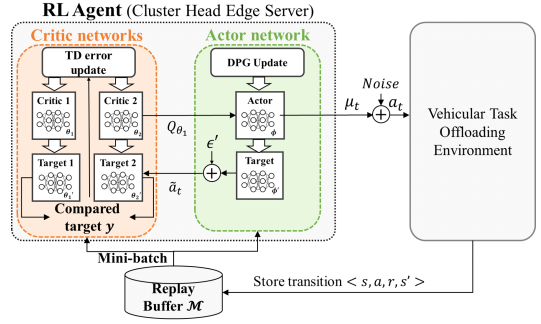 RL Agent (Cluster Head Edge Server)
Critic networks
Actor network
TD error
update
DPG Update
Critic 1
θ₁
Critic 2
θ₂
Actor
ϕ
Q_θ₁
μₜ
Noise
aₜ
Vehicular Task
Offloading
Environment
Target 1
θ₁'
Target 2
θ₂'
Target
ϕ'
ϵ'
ãₜ
Compared
target y
Mini-batch
Replay
Buffer ℳ
Store transition < s, a, r, s' >